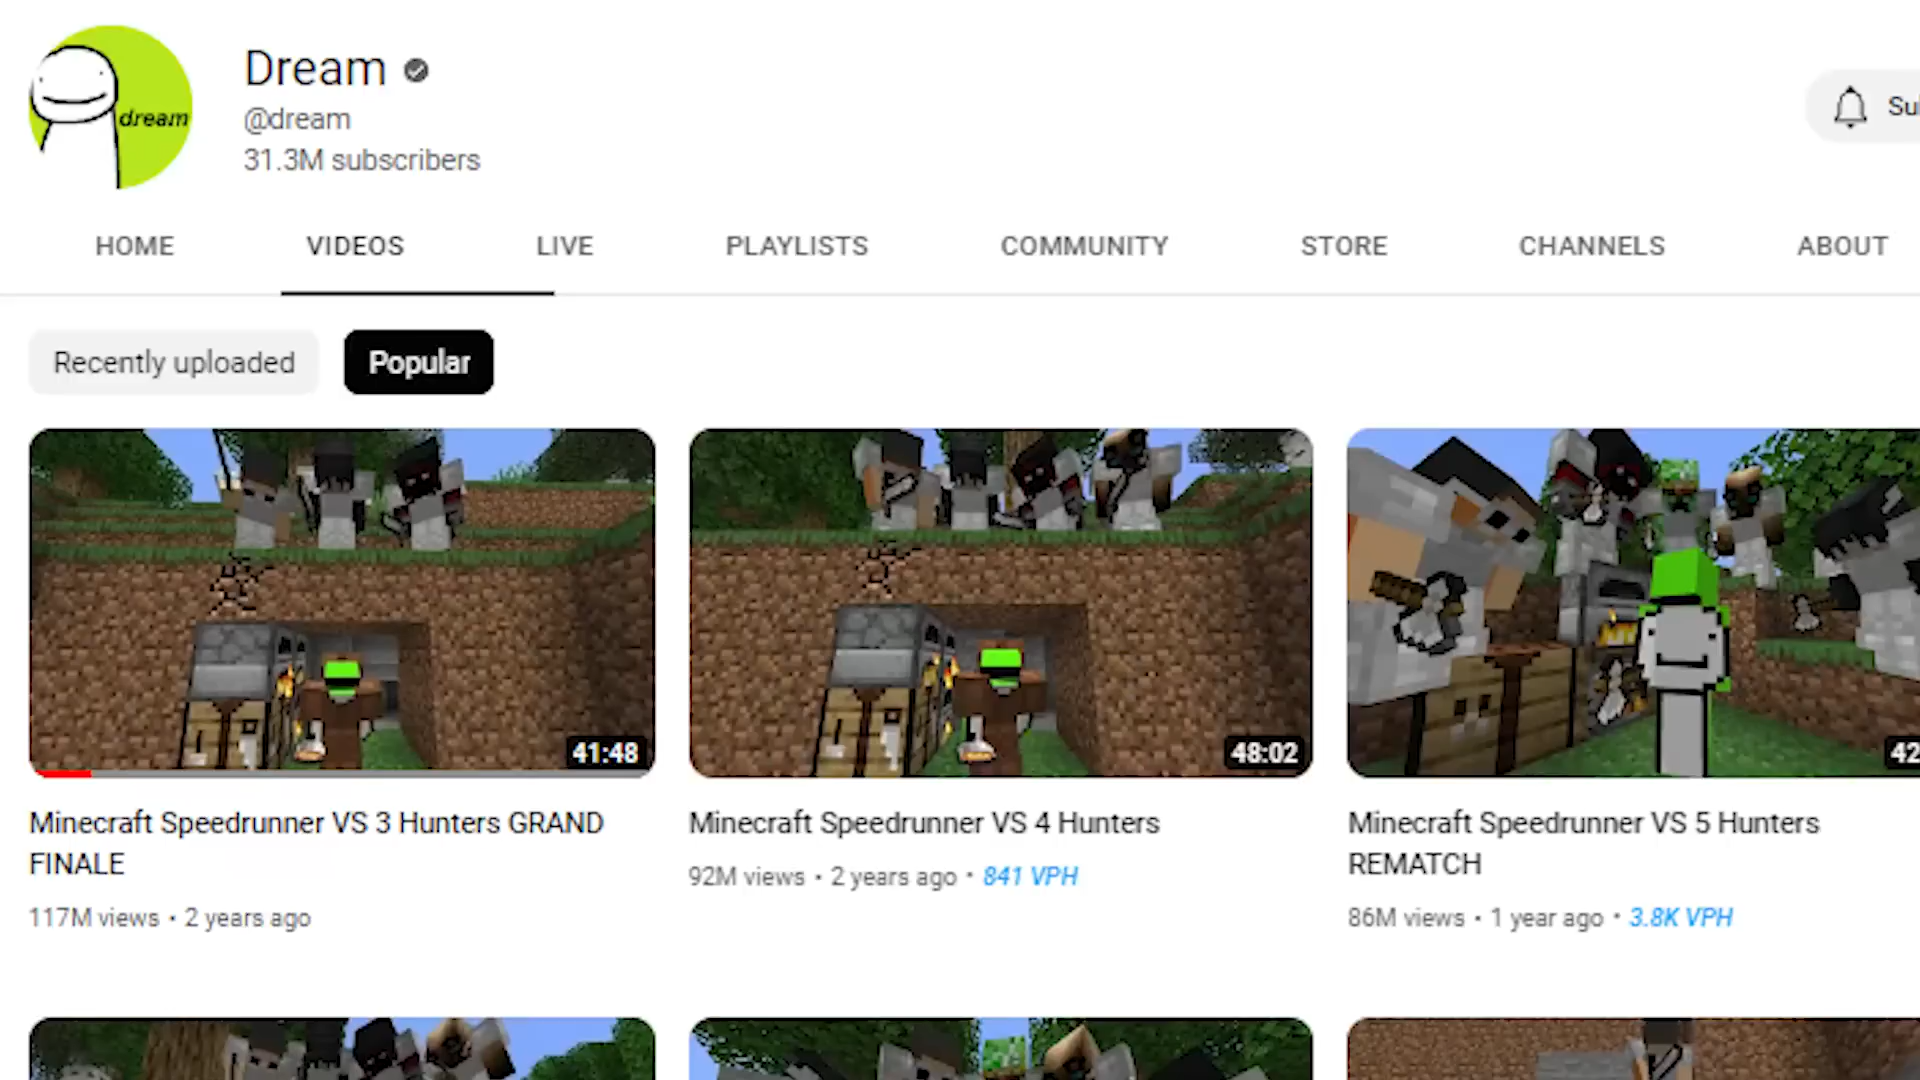 Dream
@dream
31.3M subscribers
dream
HOME VIDEOS LIVE PLAYLISTS COMMUNITY STORE CHANNELS ABOUT
Recently uploaded Popular
41:48
48:02
42
Minecraft Speedrunner VS 3 Hunters GRAND
FINALE
117M views • 2 years ago
Minecraft Speedrunner VS 4 Hunters
92M views • 2 years ago • 841 VPH
Minecraft Speedrunner VS 5 Hunters
REMATCH
86M views • 1 year ago • 3.8K VPH